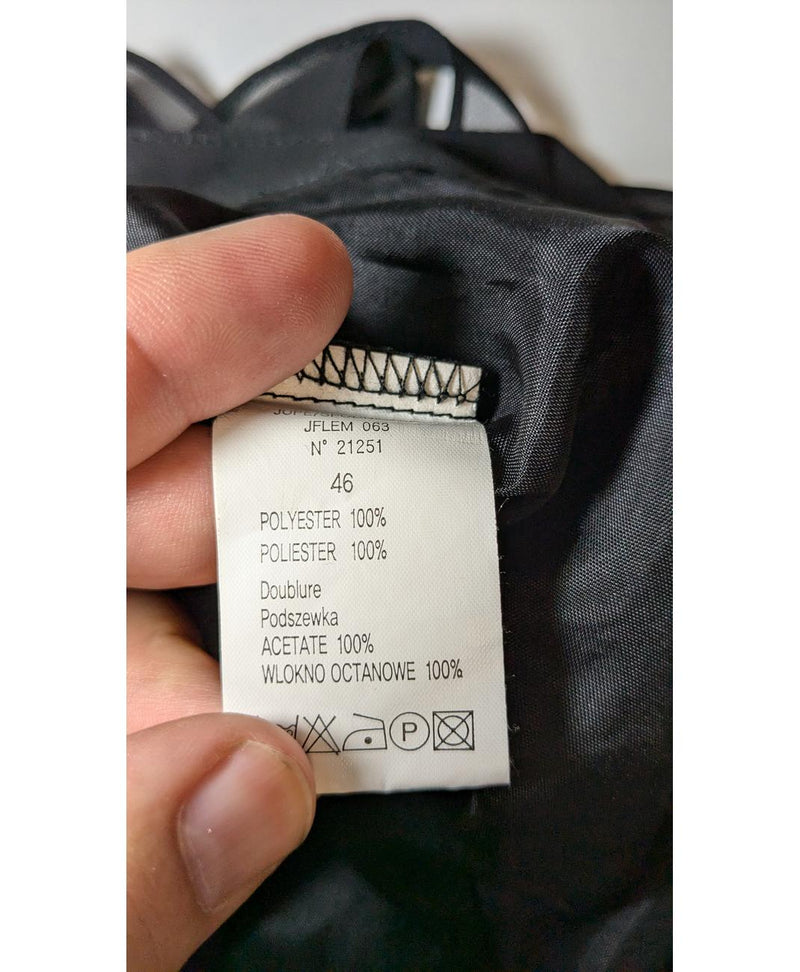 JFLEM 063
N° 21251
46
POLYESTER 100%
POLIESTER 100%
Doublure
Podszewka
ACETATE 100%
WLOKNO OCTANOWE 100%
P